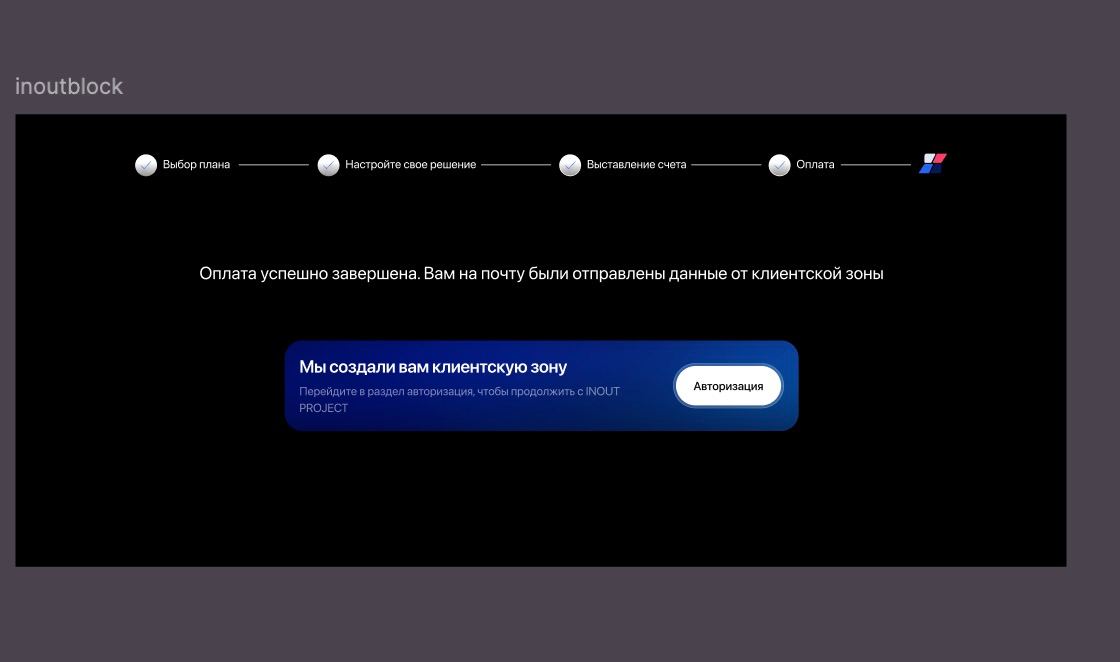 inoutblock
Выбор плана
Настройте свое решение
Выставление счета
Оплата
Оплата успешно завершена. Вам на почту были отправлены данные от клиентской зоны
Мы создали вам клиентскую зону
Перейдите в раздел авторизация, чтобы продолжить с INOUT
PROJECT
Авторизация